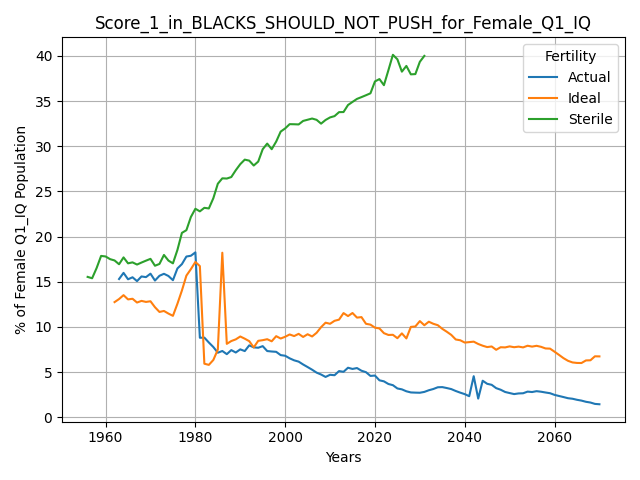 Score_1_in_BLACKS_SHOULD_NOT_PUSH_for_Female_Q1_IQ
% of Female Q1_IQ Population
40
35
30
25
20
15
10
5
0
Fertility
Actual
Ideal
Sterile
1960 1980 2000 2020 2040 2060
Years